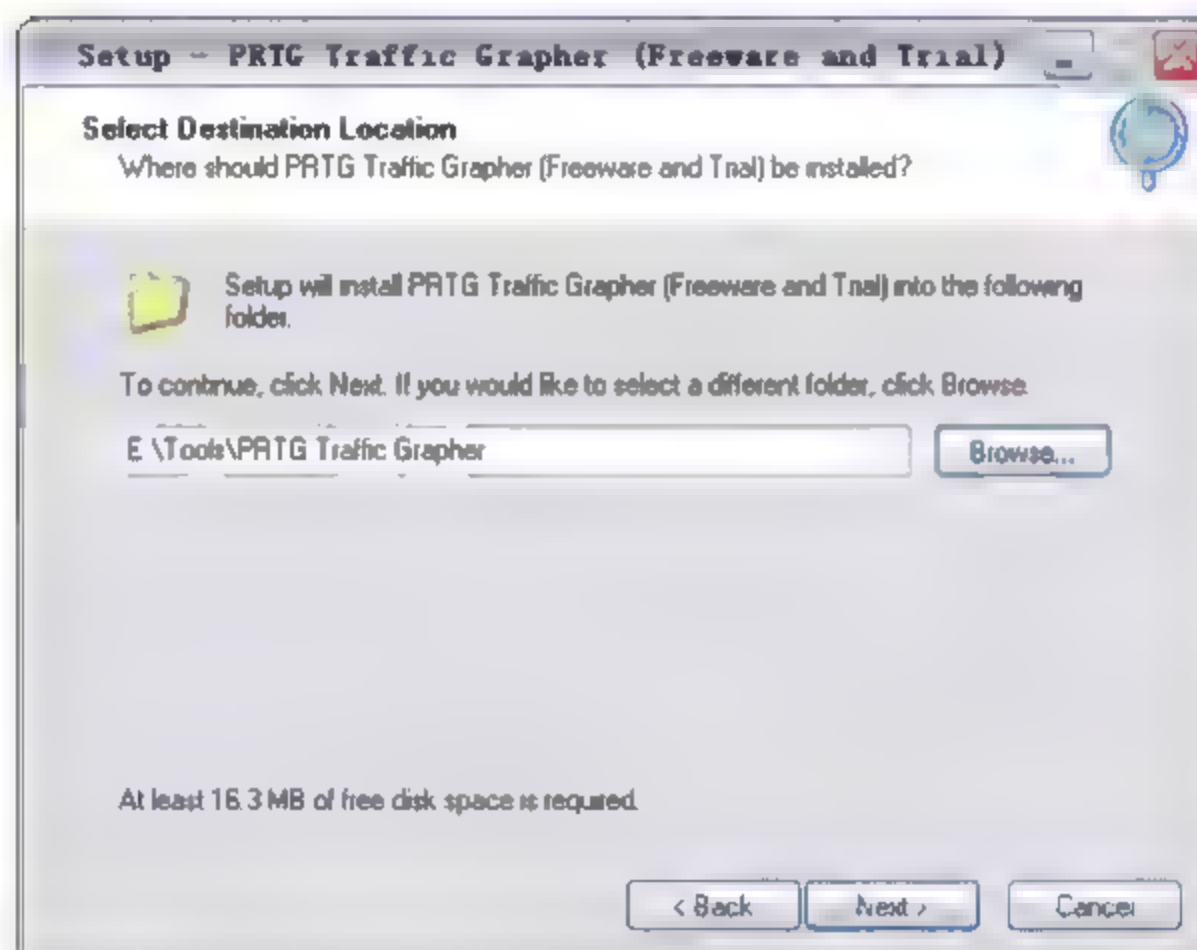 Setup - PRTG Traffic Grapher (Freeware and Trial)
Select Destination Location
Where should PRTG Traffic Grapher (Freeware and Trial) be installed?
Setup will install PRTG Traffic Grapher (Freeware and Trial) into the following
folder.
To continue, click Next. If you would like to select a different folder, click Browse.
E:\Tools\PRTG Traffic Grapher
Browse...
At least 16.3 MB of free disk space is required.
< Back
Next >
Cancel